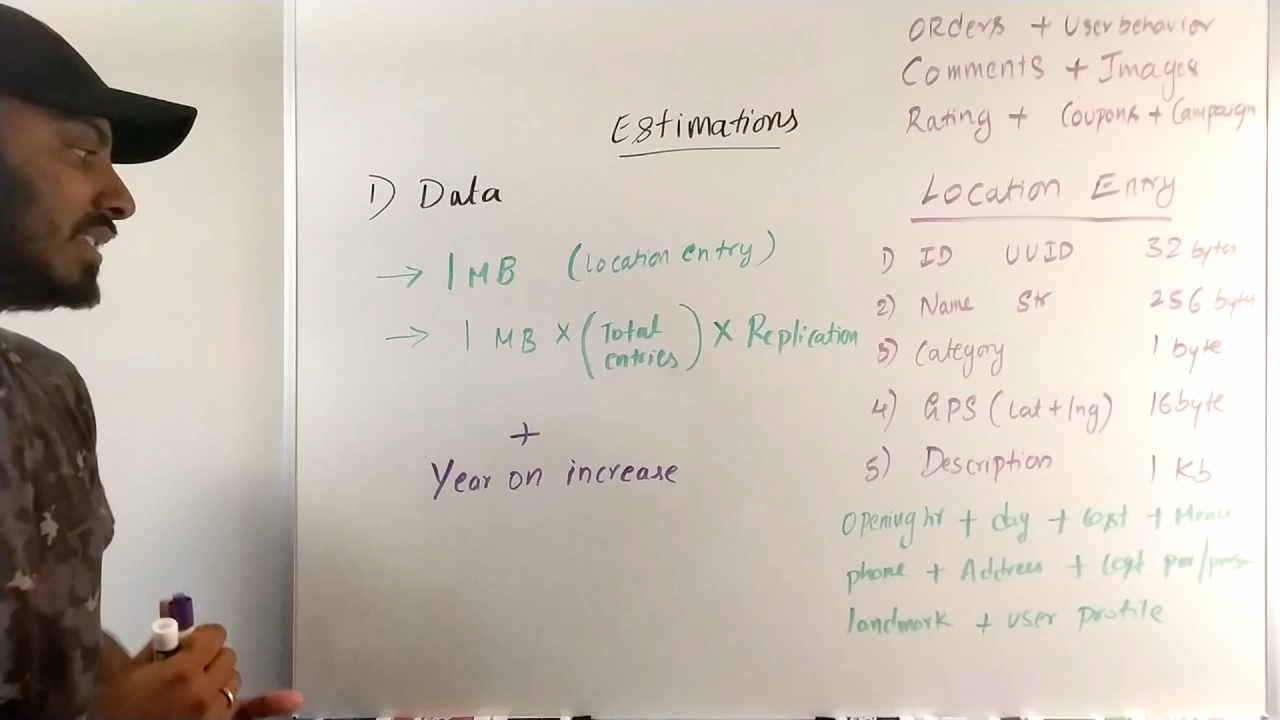 Estimations
1) Data
→ 1 MB (location entry)
→ 1 MB × (Total entries) × Replication
+
Year on increase
Orders + User behavior
Comments + Images
Rating + Coupons + Campaign
Location Entry
1) ID UUID 32 bytes
2) Name Str 256 bytes
3) Category 1 byte
4) GPS (lat + lng) 16 byte
5) Description 1 Kb
Opening hr + day + cost + Menu
phone + Address + Cost per/person
landmark + user profile